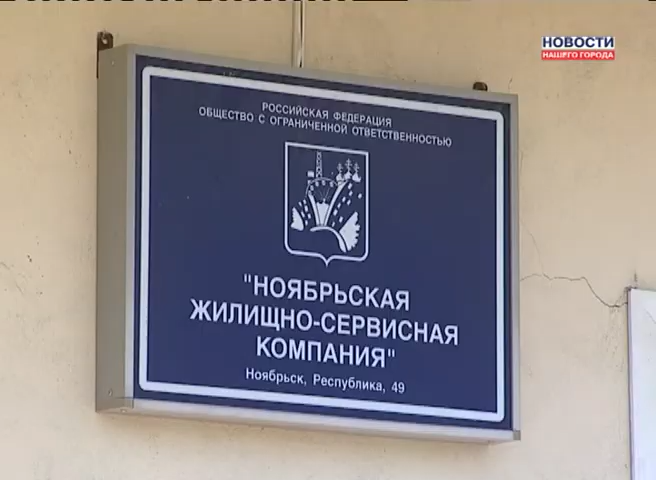 НОВОСТИ
НАШЕГО ГОРОДА
РОССИЙСКАЯ ФЕДЕРАЦИЯ
ОБЩЕСТВО С ОГРАНИЧЕННОЙ ОТВЕТСТВЕННОСТЬЮ
"НОЯБРЬСКАЯ
ЖИЛИЩНО-СЕРВИСНАЯ
КОМПАНИЯ"
Ноябрьск, Республика, 49